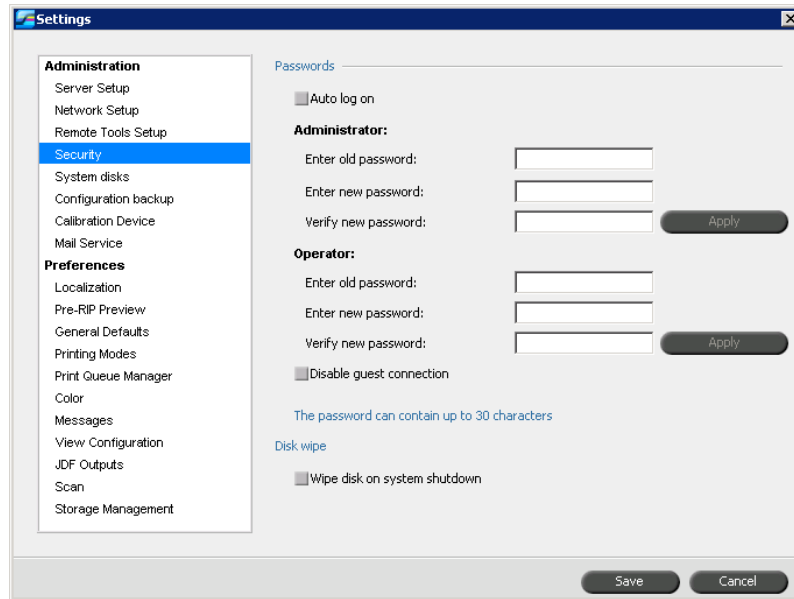 Settings
Administration
Server Setup
Network Setup
Remote Tools Setup
Security
System disks
Configuration backup
Calibration Device
Mail Service
Preferences
Localization
Pre-RIP Preview
General Defaults
Printing Modes
Print Queue Manager
Color
Messages
View Configuration
JDF Outputs
Scan
Storage Management
Passwords
Auto log on
Administrator:
Enter old password:
Enter new password:
Verify new password:
Apply
Operator:
Enter old password:
Enter new password:
Verify new password:
Apply
Disable guest connection
The password can contain up to 30 characters
Disk wipe
Wipe disk on system shutdown
Save
Cancel